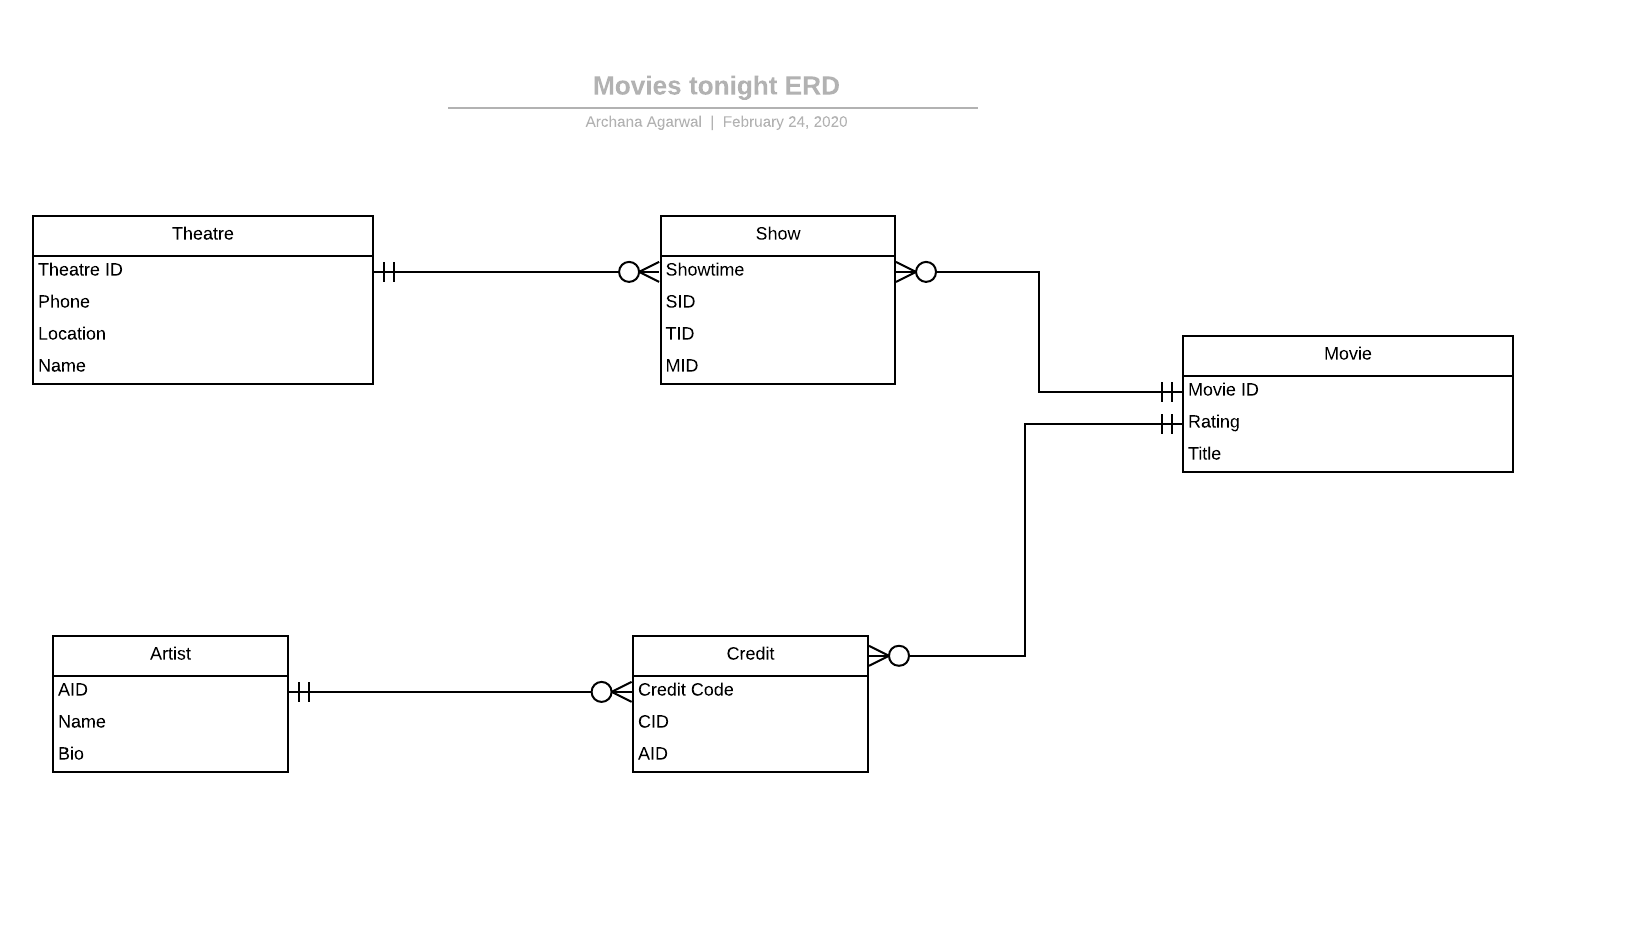 Movies tonight ERD
Archana Agarwal | February 24, 2020
Theatre
Theatre ID
Phone
Location
Name
Show
Showtime
SID
TID
MID
Movie
Movie ID
Rating
Title
Artist
AID
Name
Bio
Credit
Credit Code
CID
AID